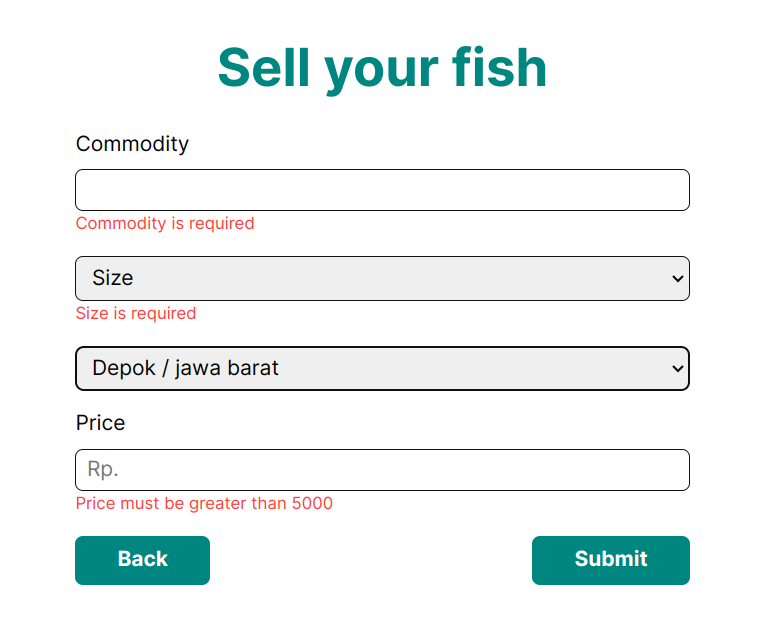 Sell your fish
Commodity
Commodity is required
Size
Size is required
Depok / jawa barat
Price
Rp.
Price must be greater than 5000
Back
Submit